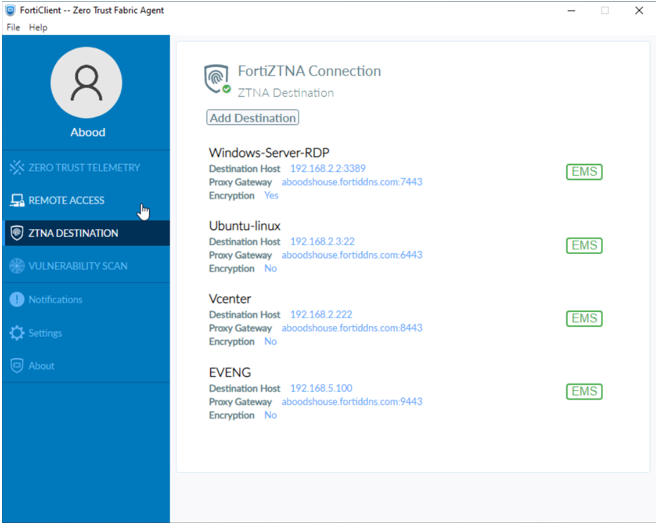 FortiClient -- Zero Trust Fabric Agent
File Help
Abood
ZERO TRUST TELEMETRY
REMOTE ACCESS
ZTNA DESTINATION
VULNERABILITY SCAN
Notifications
Settings
About
FortiZTNA Connection
ZTNA Destination
Add Destination
Windows-Server-RDP
Destination Host 192.168.2.2:3389
Proxy Gateway aboodshouse.fortiddns.com:7443
Encryption Yes
EMS
Ubuntu-linux
Destination Host 192.168.2.3:22
Proxy Gateway aboodshouse.fortiddns.com:6443
Encryption No
EMS
Vcenter
Destination Host 192.168.2.222
Proxy Gateway aboodshouse.fortiddns.com:8443
Encryption No
EMS
EVENG
Destination Host 192.168.5.100
Proxy Gateway aboodshouse.fortiddns.com:9443
Encryption No
EMS